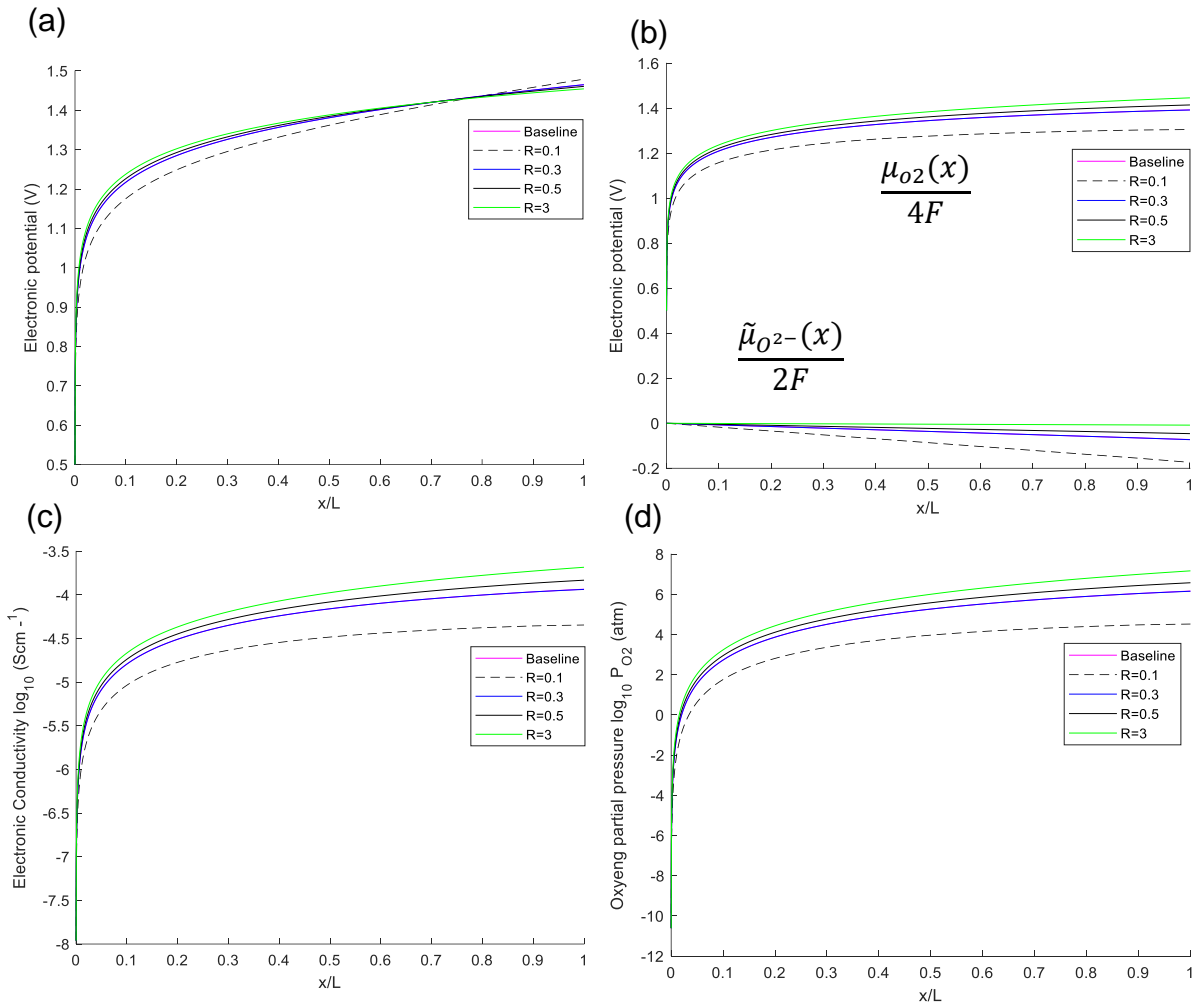 (a)
Electronic potential (V)
1.5
1.4
1.3
1.2
1.1
1
0.9
0.8
0.7
0.6
0.5
0 0.1 0.2 0.3 0.4 0.5 0.6 0.7 0.8 0.9 1
x/L
Baseline
R=0.1
R=0.3
R=0.5
R=3
(b)
Electronic potential (V)
1.6
1.4
1.2
1
0.8
0.6
0.4
0.2
0
-0.2
0 0.1 0.2 0.3 0.4 0.5 0.6 0.7 0.8 0.9 1
x/L
μo2(x)
4F
μ̃O2−(x)
2F
Baseline
R=0.1
R=0.3
R=0.5
R=3
(c)
Electronic Conductivity log10 (Scm -1)
-3.5
-4
-4.5
-5
-5.5
-6
-6.5
-7
-7.5
-8
0 0.1 0.2 0.3 0.4 0.5 0.6 0.7 0.8 0.9 1
x/L
Baseline
R=0.1
R=0.3
R=0.5
R=3
(d)
Oxyeng partial pressure log10 PO2 (atm)
8
6
4
2
0
-2
-4
-6
-8
-10
-12
0 0.1 0.2 0.3 0.4 0.5 0.6 0.7 0.8 0.9 1
x/L
Baseline
R=0.1
R=0.3
R=0.5
R=3